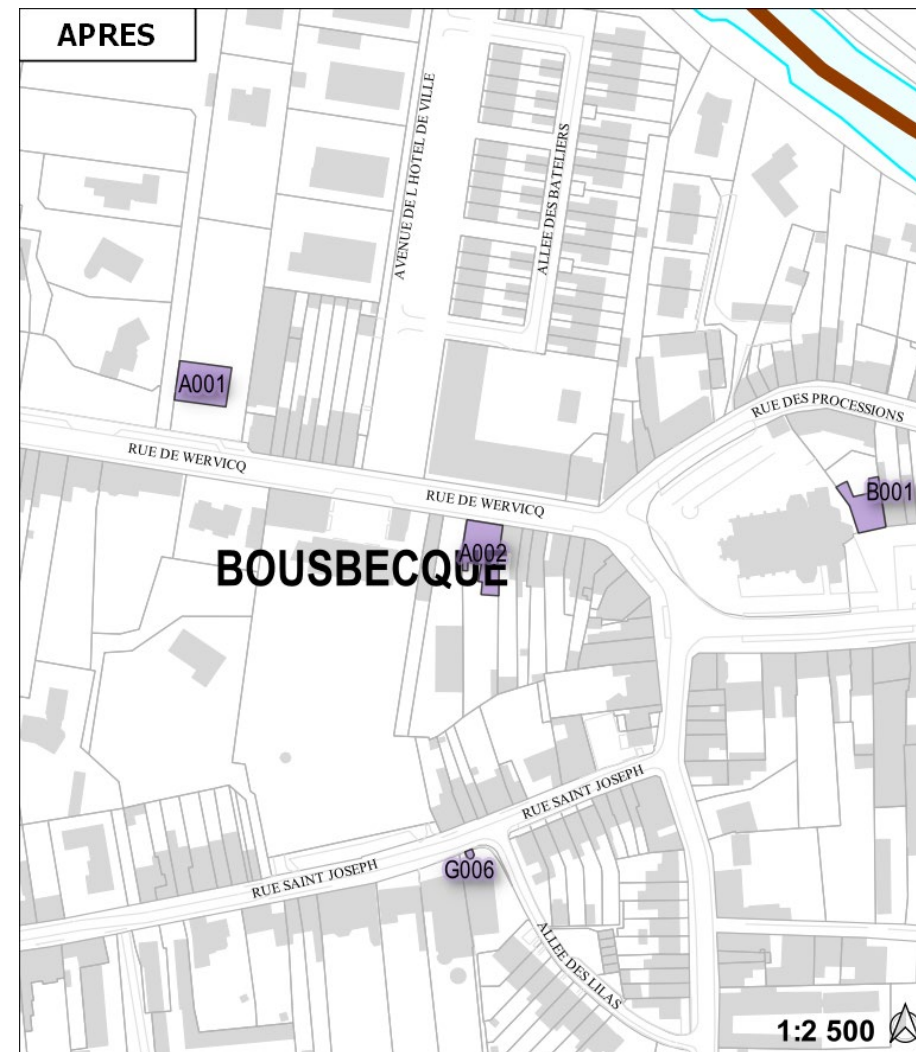 APRES
AVENUE DE L HOTEL DE VILLE
ALLEE DES BATELIERS
A001
RUE DES PROCESSIONS
RUE DE WERVICQ
B001
RUE DE WERVICQ
A002
BOUSBECQUE
RUE SAINT JOSEPH
G006
RUE SAINT JOSEPH
ALLEE DES LILAS
1:2 500